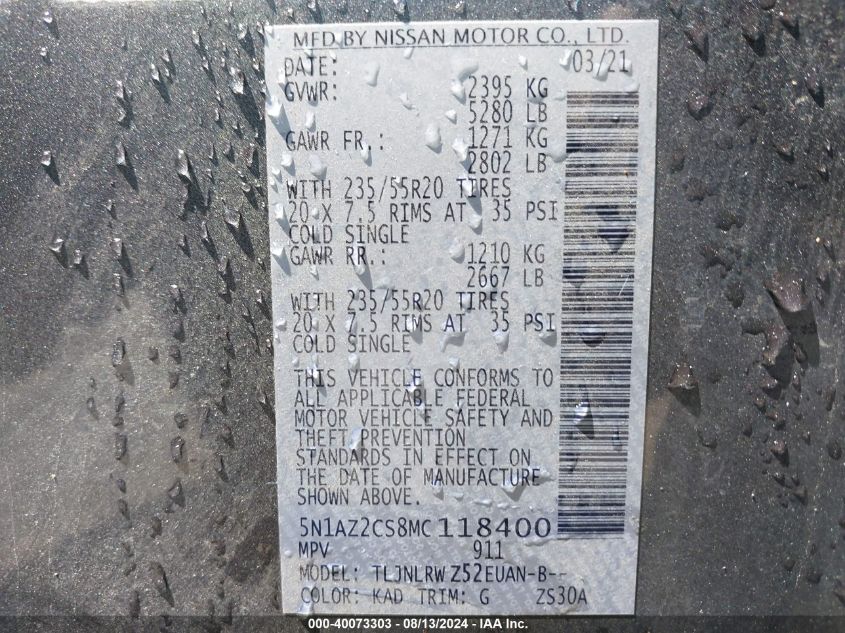 MFD BY NISSAN MOTOR CO., LTD.
DATE: 03/21
GVWR: 2395 KG
5280 LB
GAWR FR.: 1271 KG
2802 LB
WITH 235/55R20 TIRES
20 X 7.5 RIMS AT 35 PSI
COLD SINGLE
GAWR RR.: 1210 KG
2667 LB
WITH 235/55R20 TIRES
20 X 7.5 RIMS AT 35 PSI
COLD SINGLE
THIS VEHICLE CONFORMS TO
ALL APPLICABLE FEDERAL
MOTOR VEHICLE SAFETY AND
THEFT PREVENTION
STANDARDS IN EFFECT ON
THE DATE OF MANUFACTURE
SHOWN ABOVE.
5N1AZ2CS8MC118400
MPV 911
MODEL: TLJNLRWZ52EUAN-B--
COLOR: KAD TRIM: G ZS30A
000-40073303 - 08/13/2024 - IAA Inc.